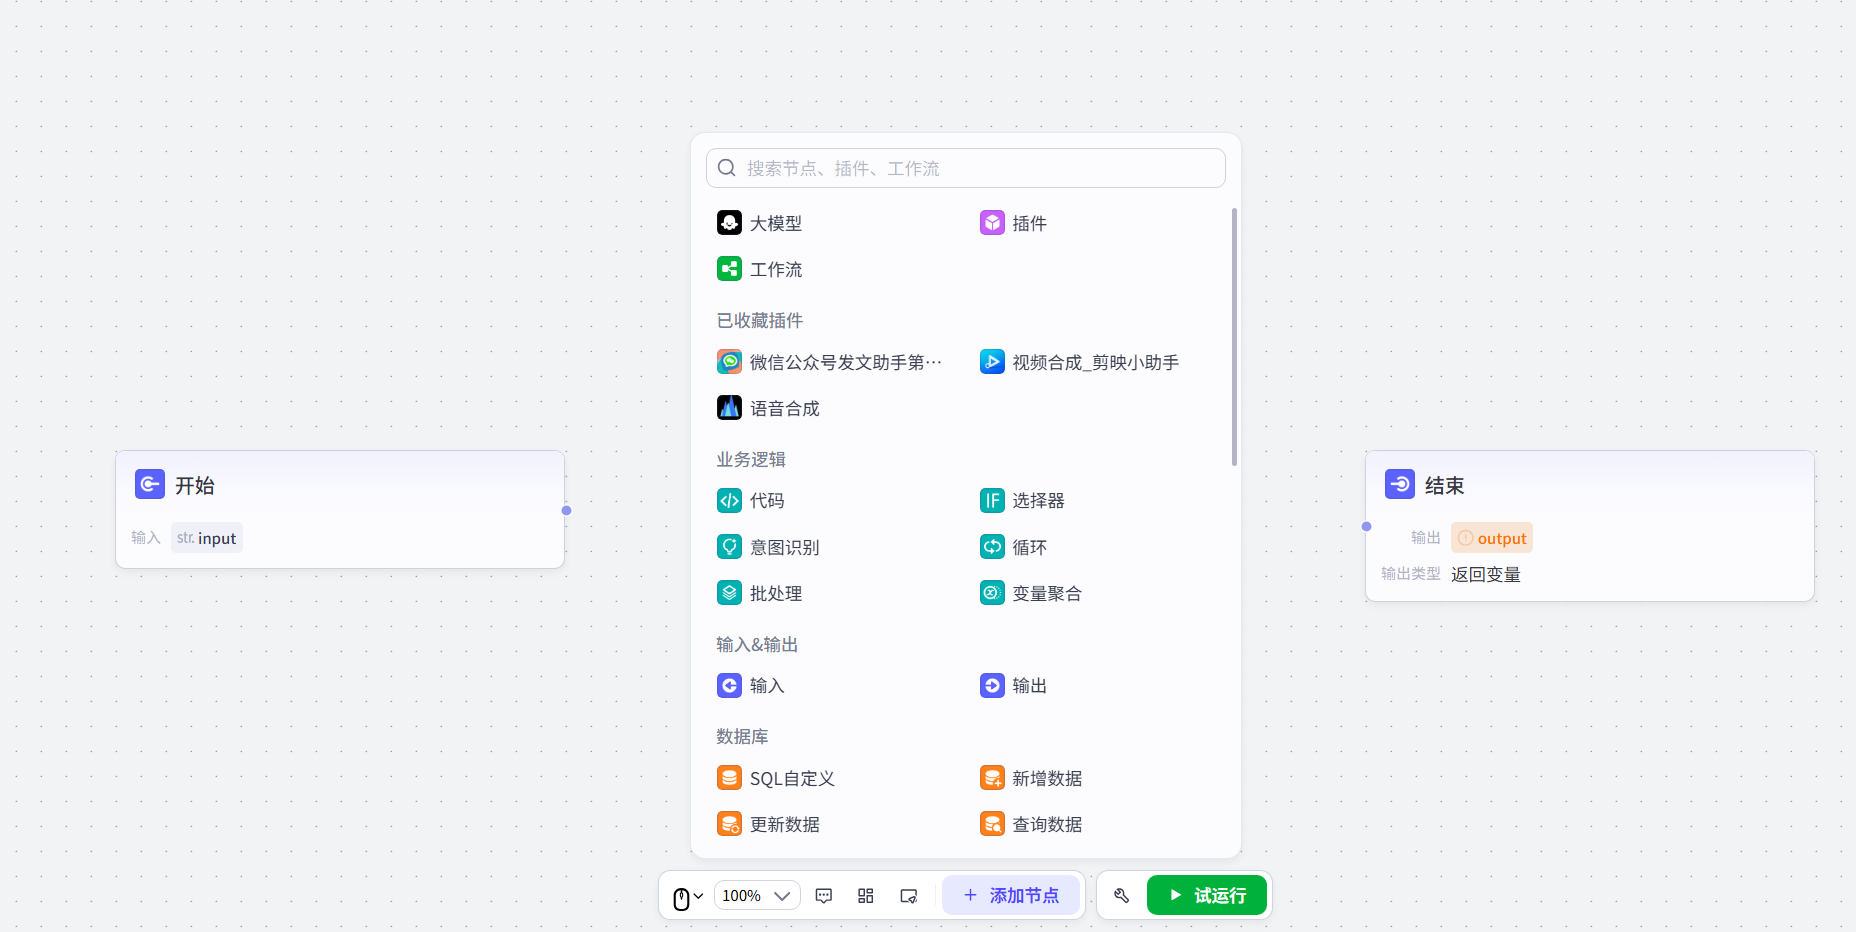 搜索节点、插件、工作流
大模型
插件
工作流
已收藏插件
微信公众号发文助手第…
视频合成_剪映小助手
语音合成
业务逻辑
代码
IF 选择器
意图识别
循环
批处理
变量聚合
输入&输出
输入
输出
数据库
SQL自定义
新增数据
更新数据
查询数据
开始
输入 str. input
结束
输出 output
输出类型 返回变量
100%
添加节点
试运行